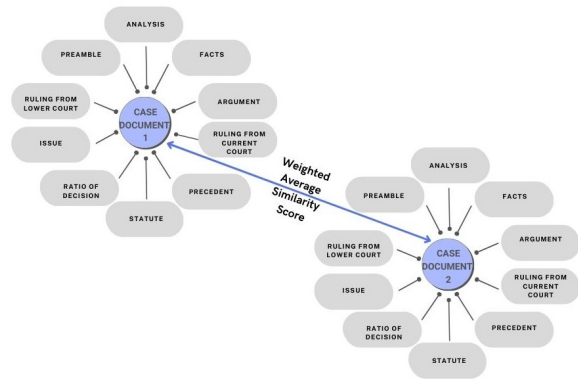 ANALYSIS
PREAMBLE
FACTS
RULING FROM
LOWER COURT
CASE
DOCUMENT
1
ARGUMENT
ISSUE
RULING FROM
CURRENT
COURT
RATIO OF
DECISION
PRECEDENT
STATUTE
Weighted
Average
Similarity
Score
ANALYSIS
PREAMBLE
FACTS
RULING FROM
LOWER COURT
CASE
DOCUMENT
2
ARGUMENT
ISSUE
RULING FROM
CURRENT
COURT
RATIO OF
DECISION
PRECEDENT
STATUTE